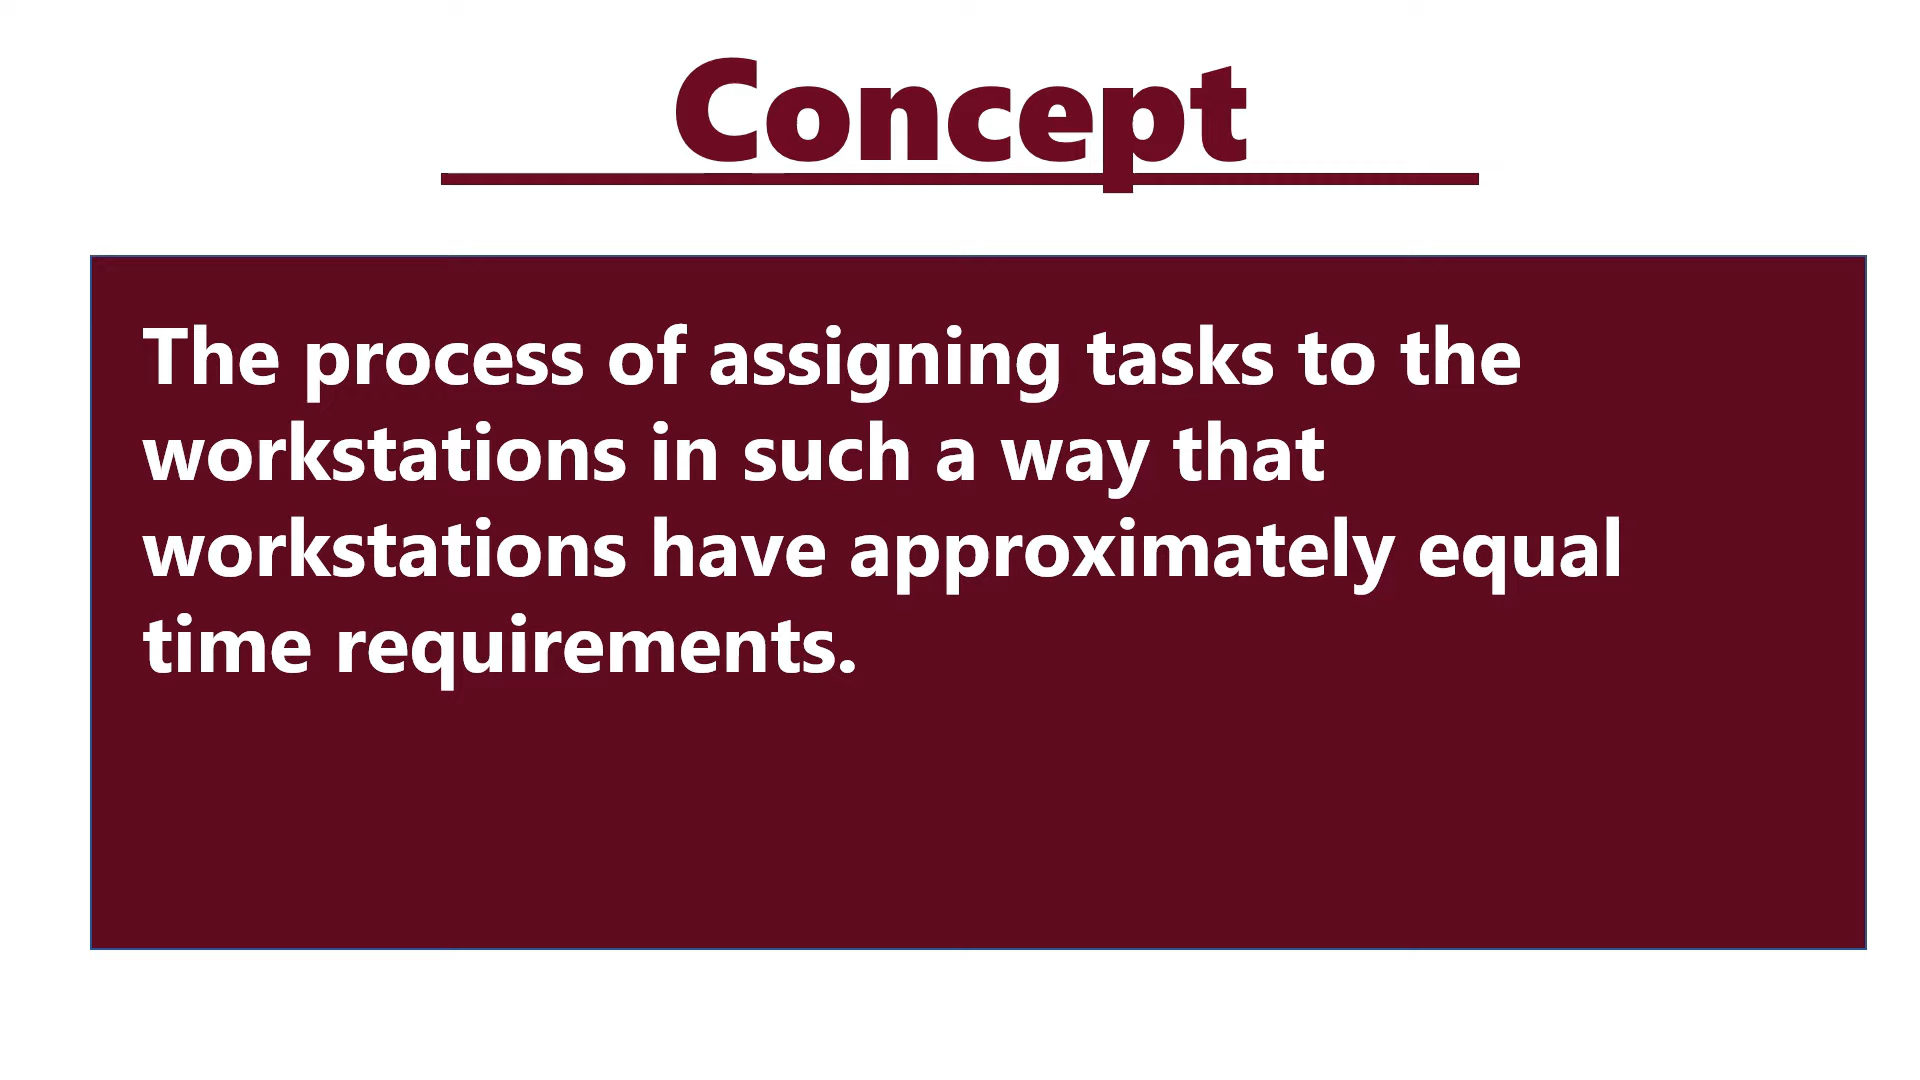 Concept
The process of assigning tasks to the
workstations in such a way that
workstations have approximately equal
time requirements.